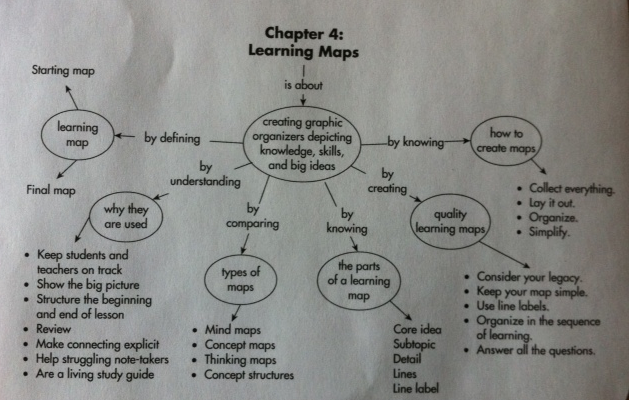 Chapter 4:
Learning Maps
is about
creating graphic
organizers depicting
knowledge, skills,
and big ideas
by defining
learning
map
Starting map
Final map
by
understanding
why they
are used
• Keep students and
teachers on track
• Show the big picture
• Structure the beginning
and end of lesson
• Review
• Make connecting explicit
• Help struggling note-takers
• Are a living study guide
by
comparing
types of
maps
• Mind maps
• Concept maps
• Thinking maps
• Concept structures
by
knowing
the parts
of a learning
map
Core idea
Subtopic
Detail
Lines
Line label
by
creating
quality
learning maps
• Consider your legacy.
• Keep your map simple.
• Use line labels.
• Organize in the sequence
of learning.
• Answer all the questions.
by knowing
how to
create maps
• Collect everything.
• Lay it out.
• Organize.
• Simplify.